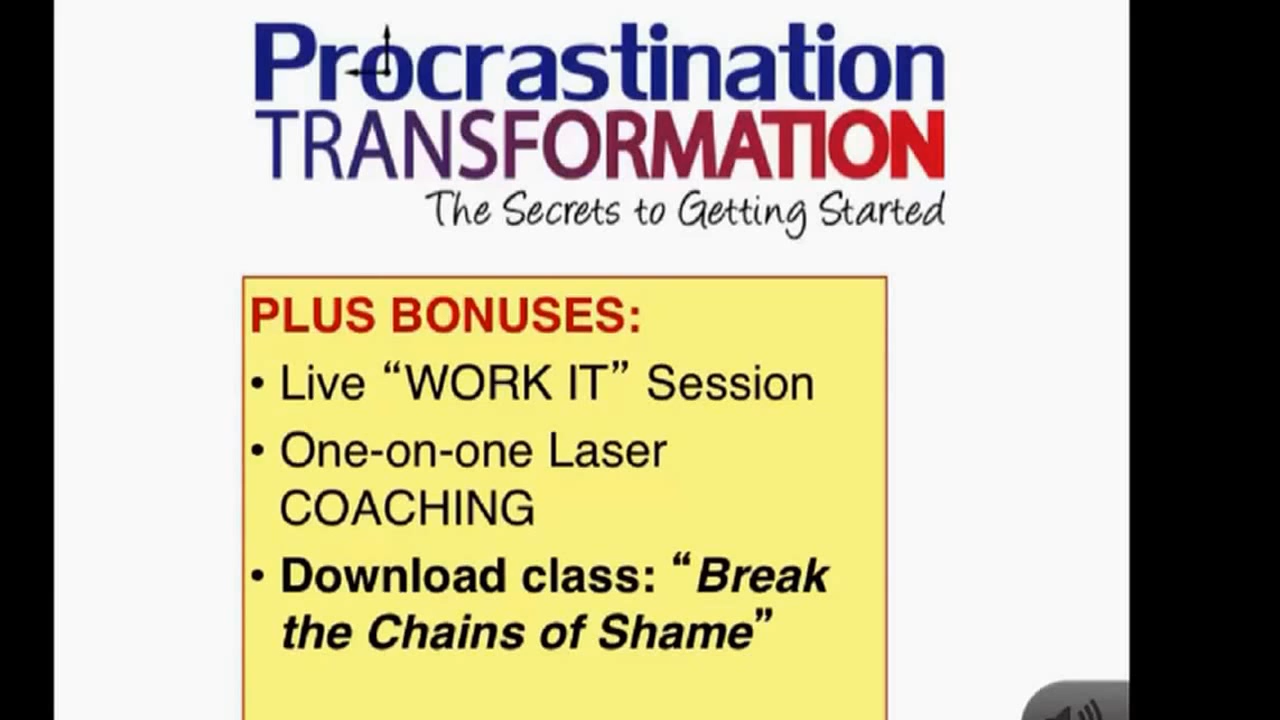 Procrastination
TRANSFORMATION
The Secrets to Getting Started
PLUS BONUSES:
• Live “WORK IT” Session
• One-on-one Laser
COACHING
• Download class: “Break
the Chains of Shame”